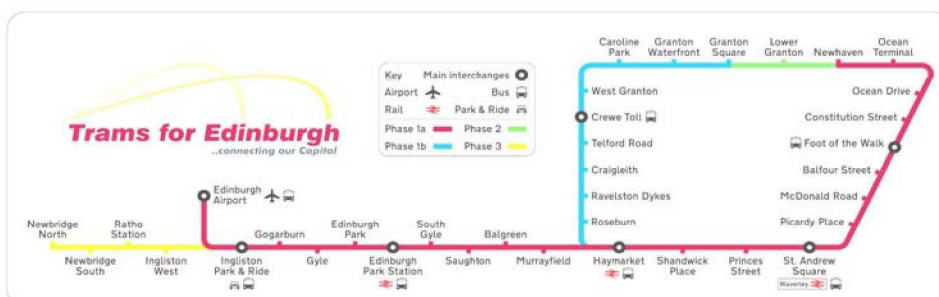 Trams for Edinburgh
..connecting our Capital
Key Main interchanges
Airport Bus
Rail Park & Ride
Phase 1a Phase 2
Phase 1b Phase 3
Caroline
Park
Granton
Waterfront
Granton
Square
Lower
Granton
Newhaven
Ocean
Terminal
West Granton
Crewe Toll
Telford Road
Craigleith
Ravelston Dykes
Roseburn
Ocean Drive
Constitution Street
Foot of the Walk
Balfour Street
McDonald Road
Picardy Place
Edinburgh
Airport
Newbridge
North
Ratho
Station
Gogarburn
Edinburgh
Park
South
Gyle
Balgreen
Newbridge
South
Ingliston
West
Ingliston
Park & Ride
Gyle
Edinburgh
Park Station
Saughton
Murrayfield
Haymarket
Shandwick
Place
Princes
Street
St. Andrew
Square
Waverley